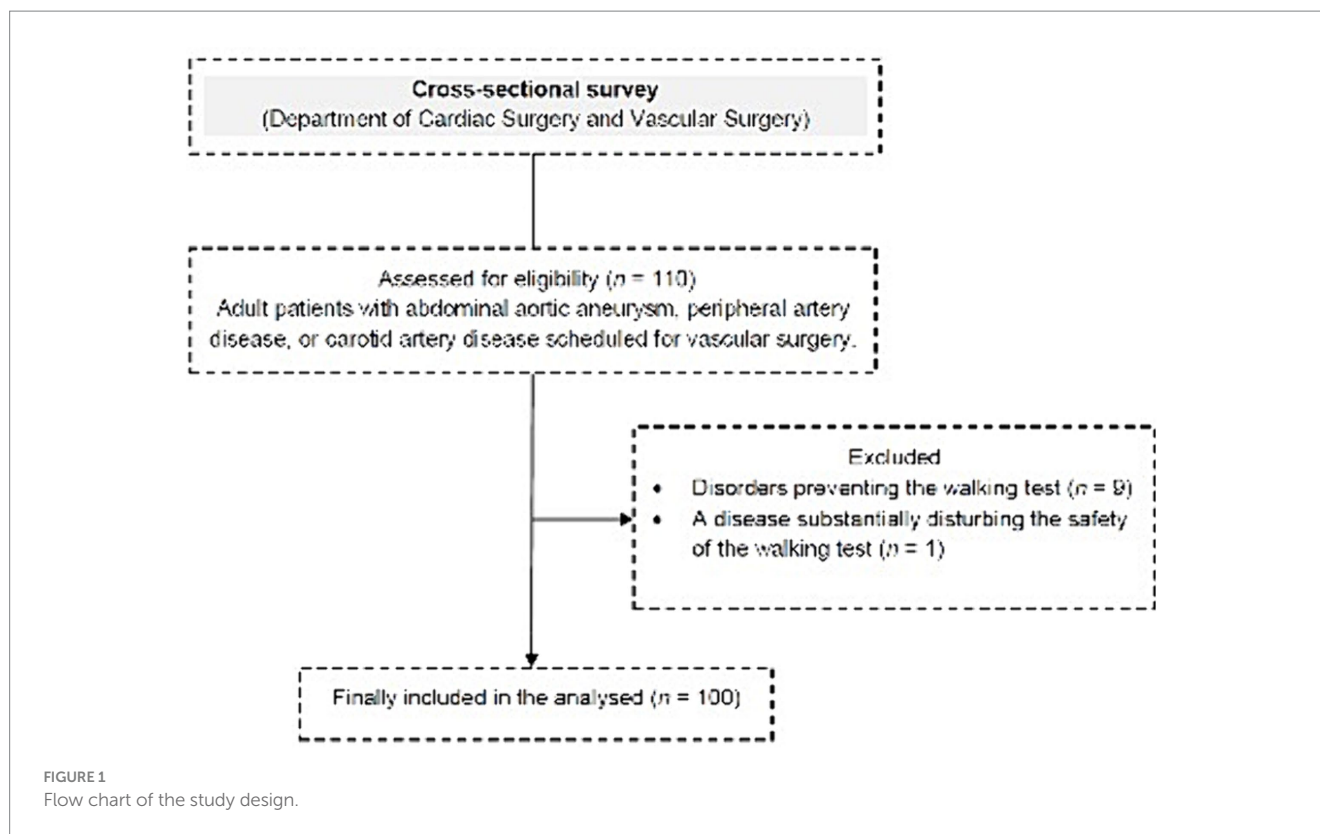 Cross-sectional survey
(Department of Cardiac Surgery and Vascular Surgery)
Assessed for eligibility (n = 110)
Adult patients with abdominal aortic aneurysm, peripheral artery
disease, or carotid artery disease scheduled for vascular surgery.
Excluded
• Disorders preventing the walking test (n = 9)
• A disease substantially disturbing the safety
of the walking test (n = 1)
Finally included in the analysed (n = 100)
FIGURE 1
Flow chart of the study design.